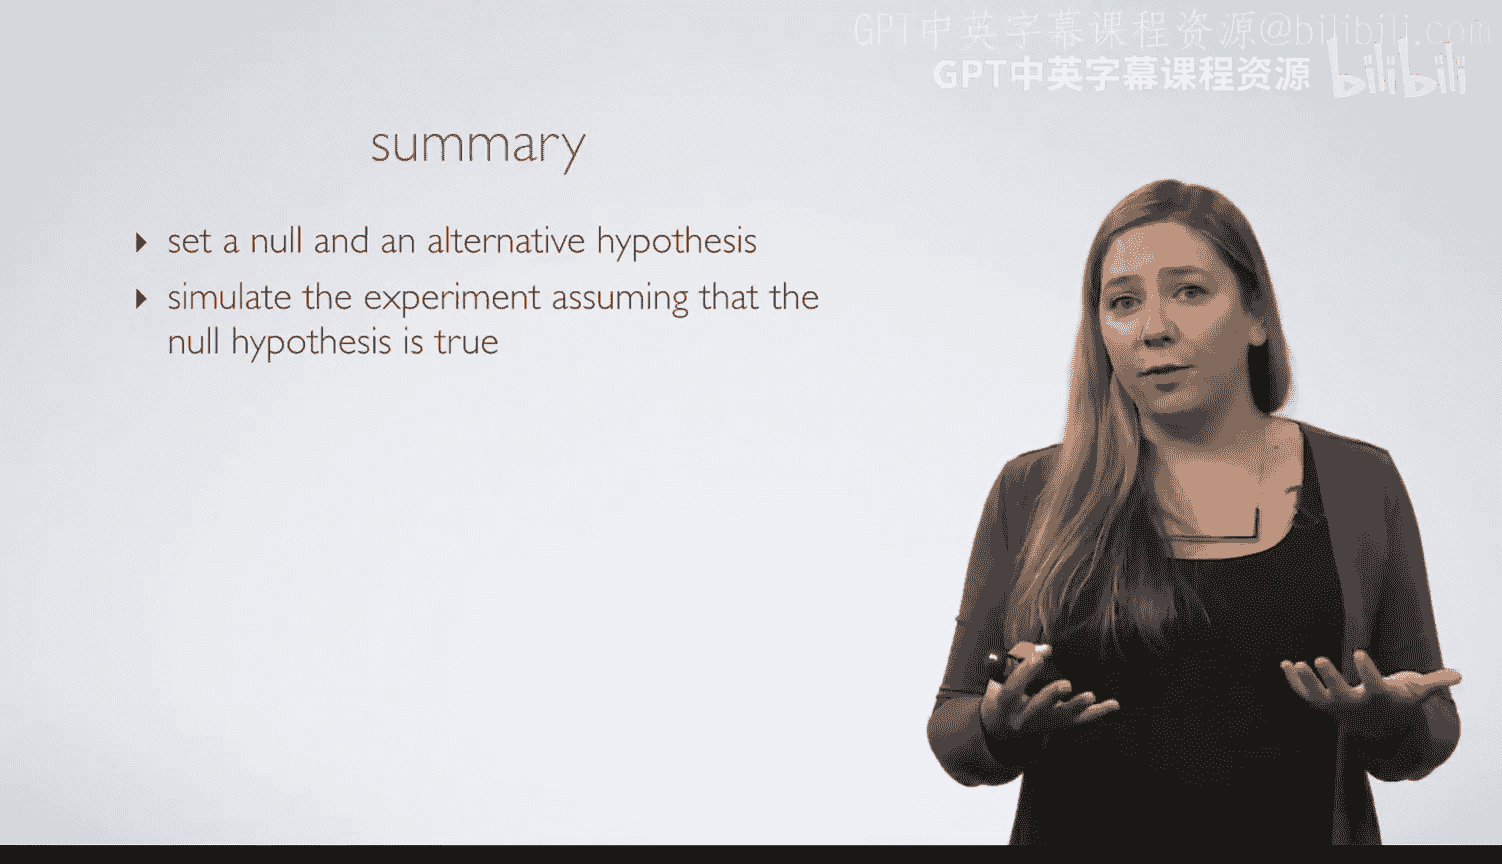 GPT中英字幕课程资源@bilibili.com
GPT中英字幕课程资源 bilibili
summary
set a null and an alternative hypothesis
simulate the experiment assuming that the
null hypothesis is true